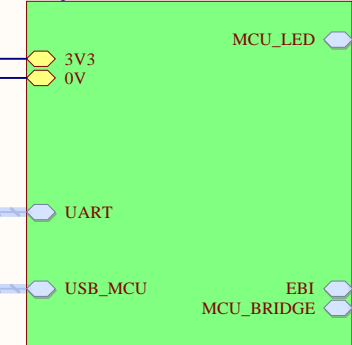 MCU_LED
3V3
0V
UART
USB_MCU
EBI
MCU_BRIDGE